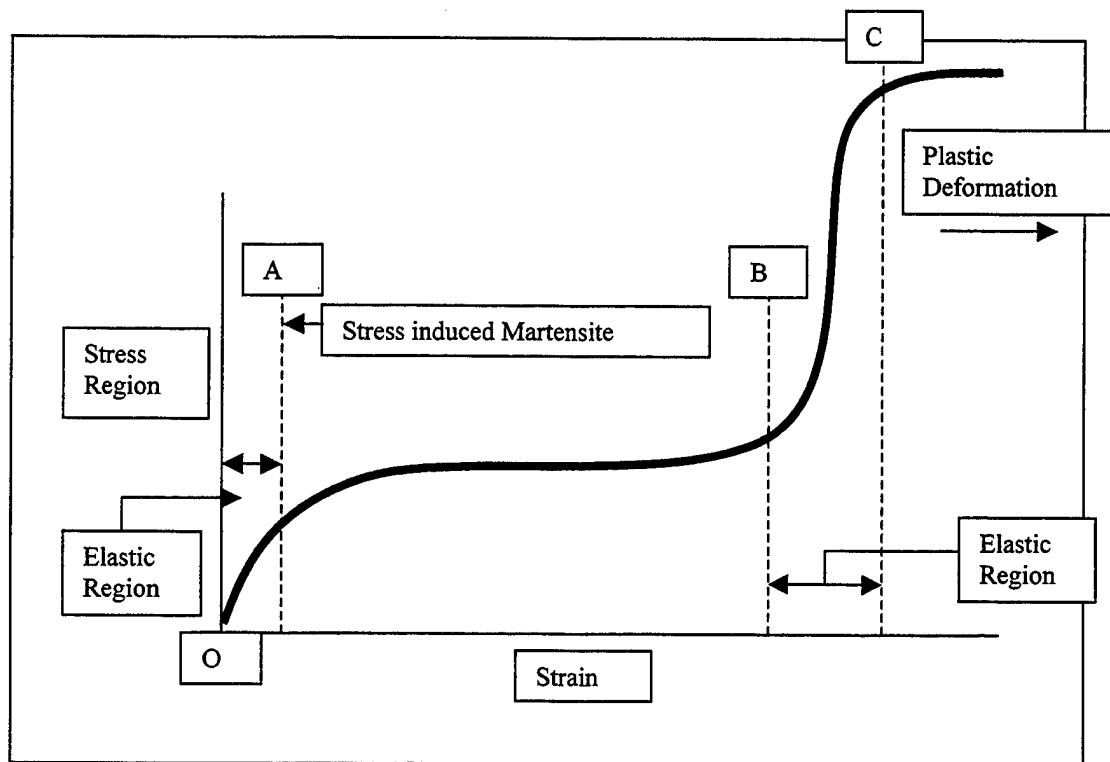 C
Plastic
Deformation
A
B
Stress induced Martensite
Stress
Region
Elastic
Region
Elastic
Region
O
Strain